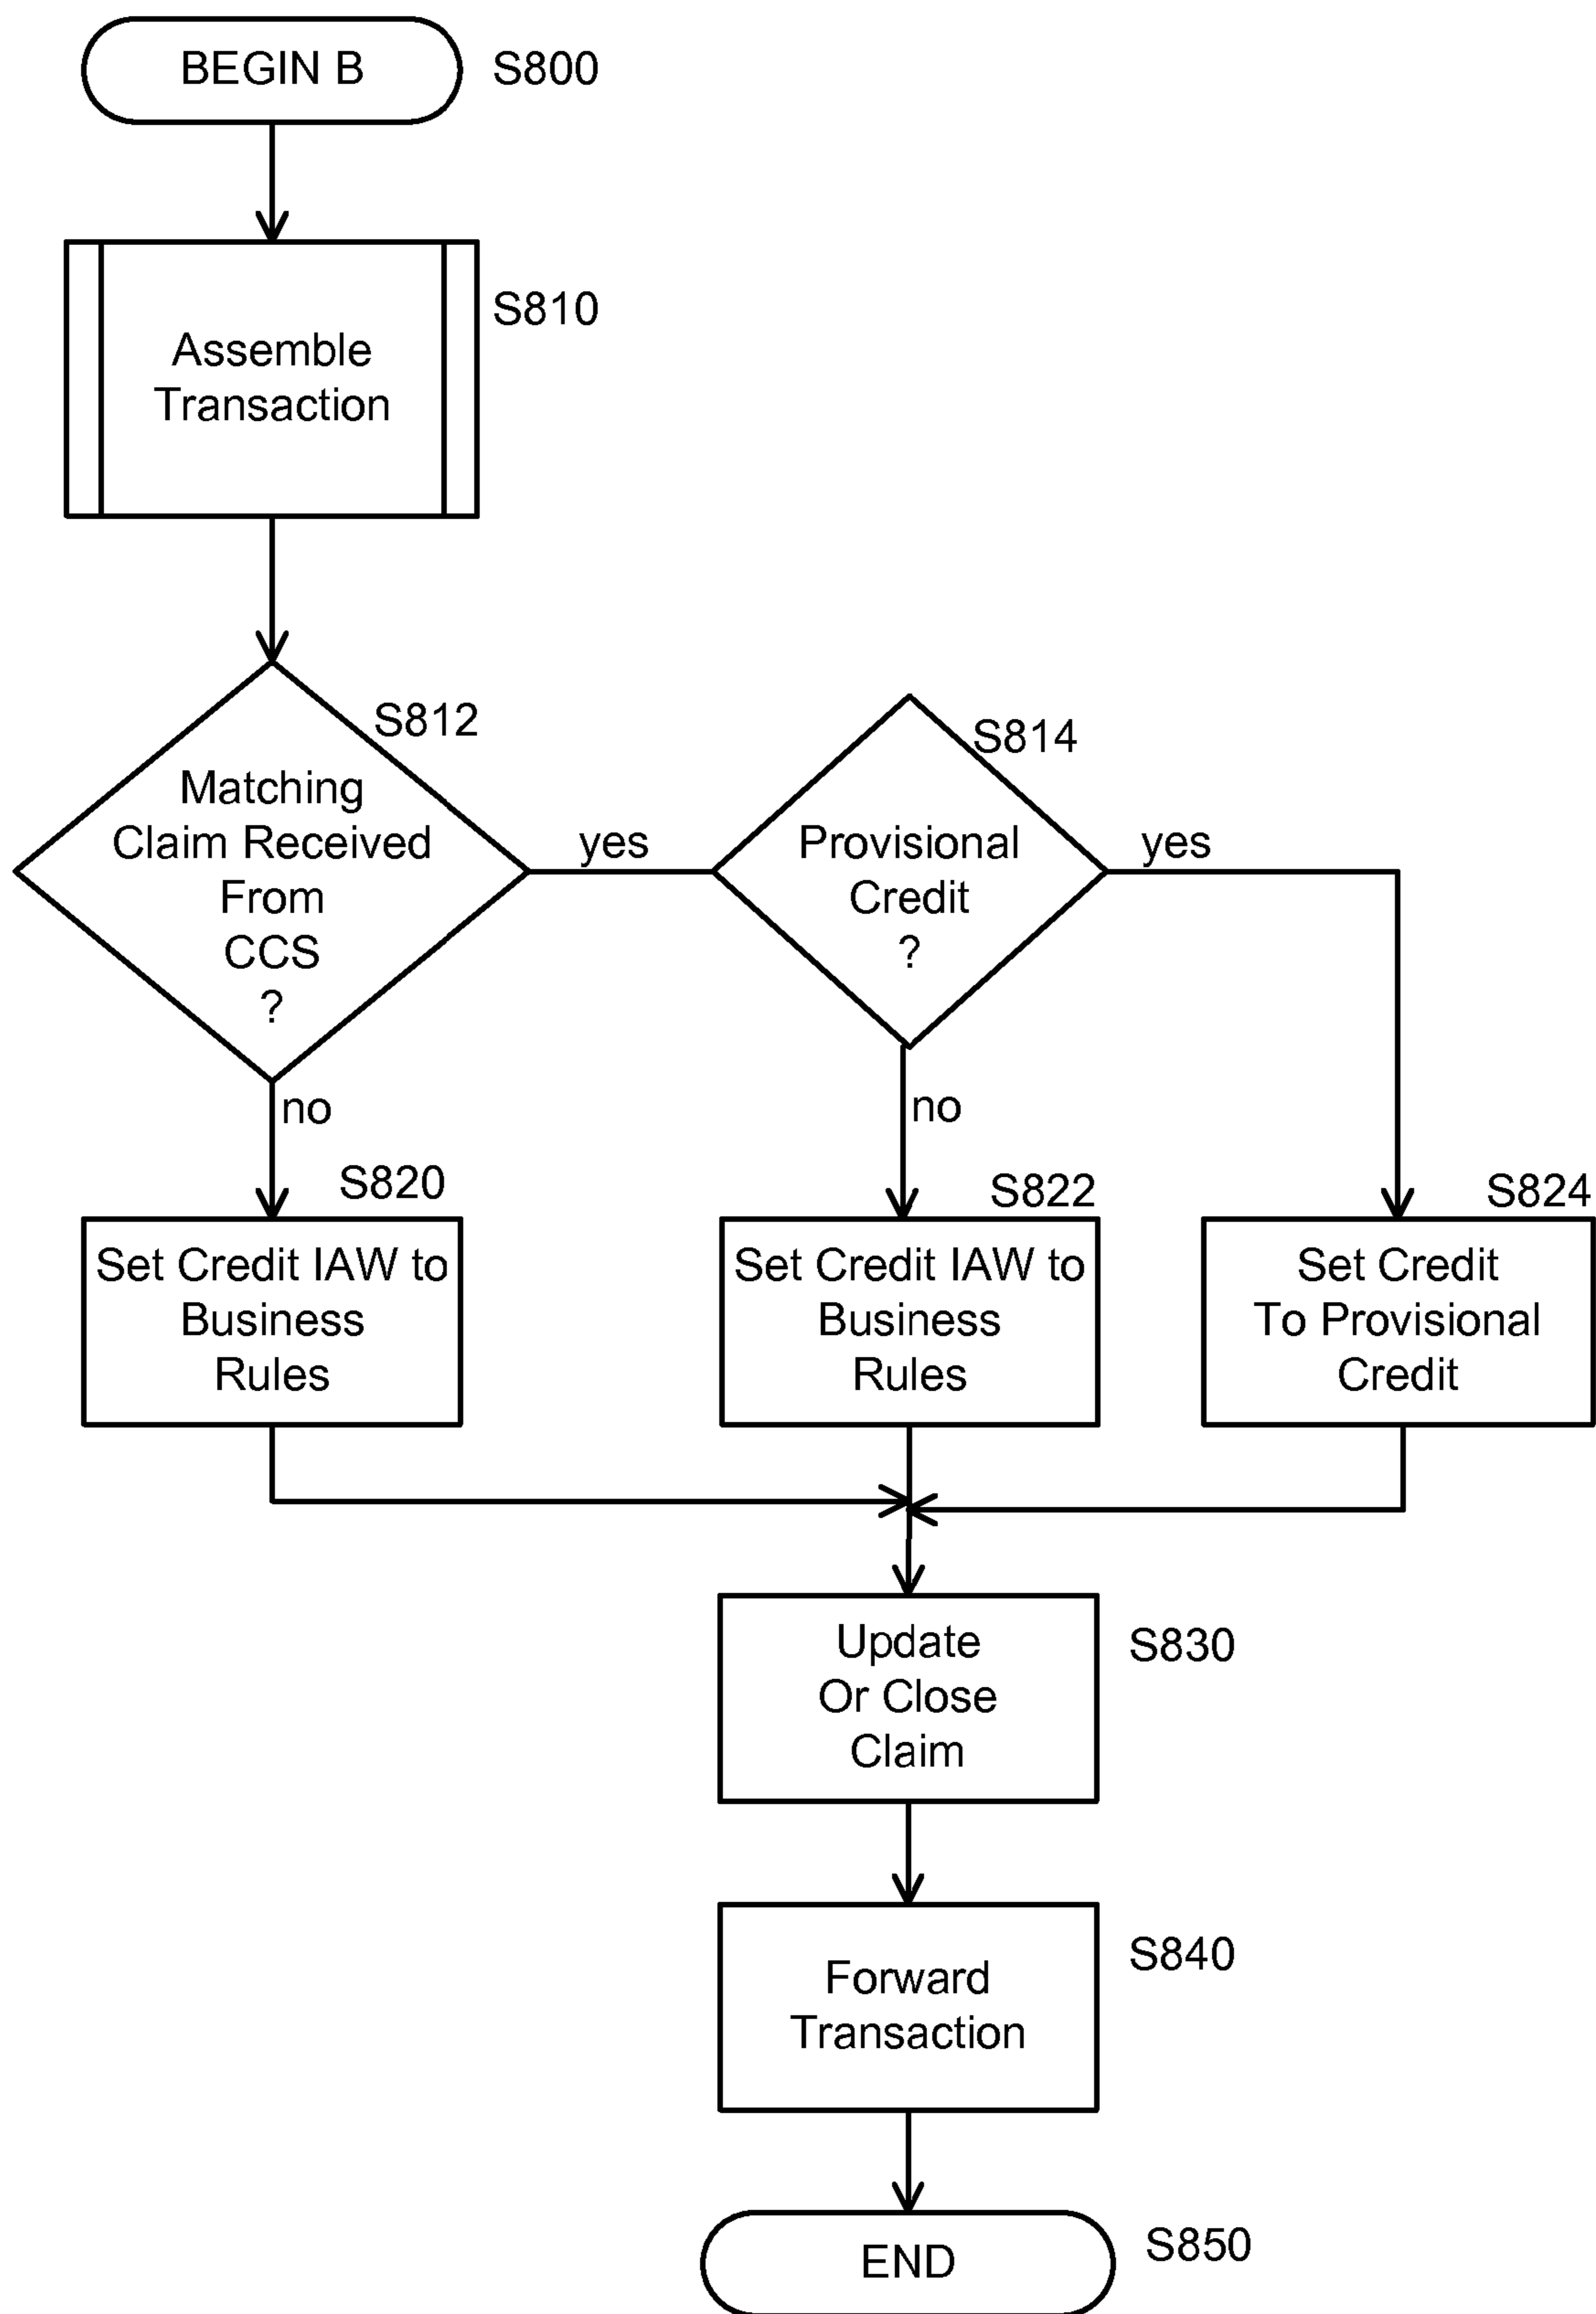 BEGIN B
S800
S810
Assemble
Transaction
S812
Matching
Claim Received
From
CCS
?
yes
S814
Provisional
Credit
?
yes
no
no
S820
Set Credit IAW to
Business
Rules
S822
Set Credit IAW to
Business
Rules
S824
Set Credit
To Provisional
Credit
Update
Or Close
Claim
S830
Forward
Transaction
S840
END
S850